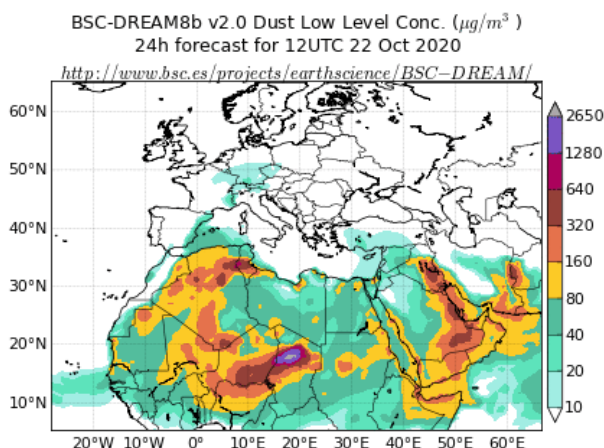 BSC-DREAM8b v2.0 Dust Low Level Conc. (μg/m³ )
24h forecast for 12UTC 22 Oct 2020
http://www.bsc.es/projects/earthscience/BSC−DREAM/
60°N
50°N
40°N
30°N
20°N
10°N
20°W 10°W 0° 10°E 20°E 30°E 40°E 50°E 60°E
2650
1280
640
320
160
80
40
20
10